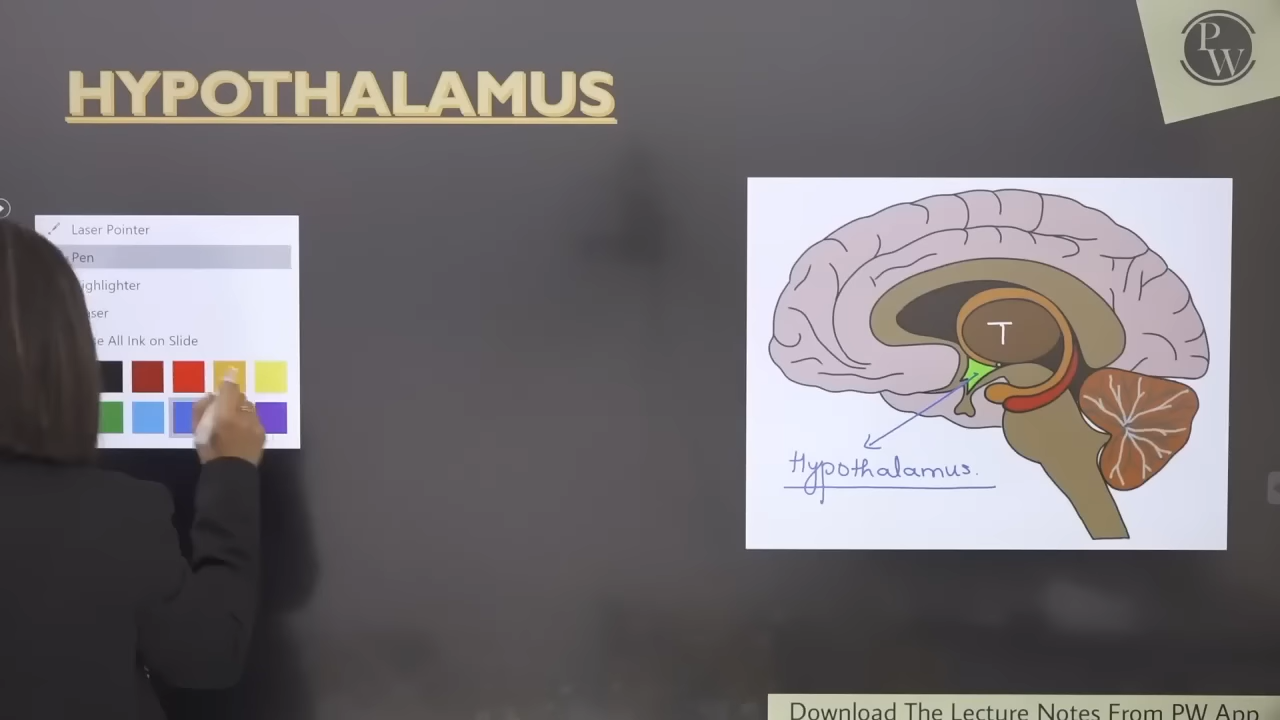 HYPOTHALAMUS
PW
Laser Pointer
Pen
ghlighter
aser
e All Ink on Slide
T
Hypothalamus.
Download The Lecture Notes From PW App